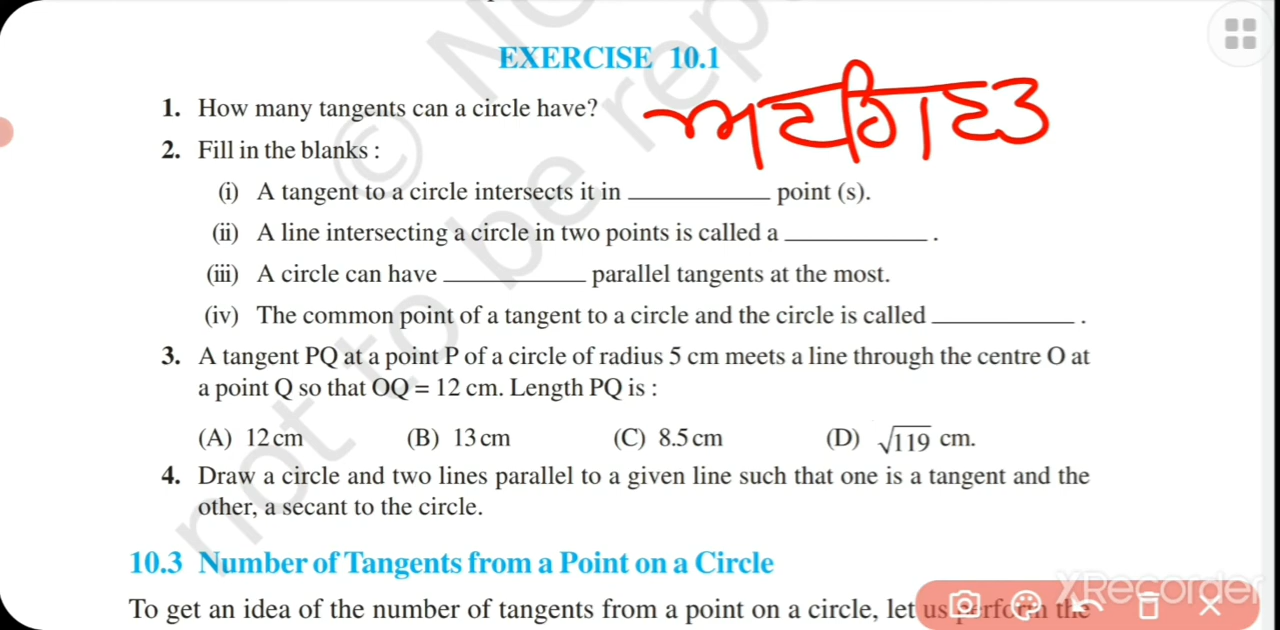 EXERCISE 10.1
1. How many tangents can a circle have? ਅਣਗਿਣਤ
2. Fill in the blanks :
(i) A tangent to a circle intersects it in __________ point (s).
(ii) A line intersecting a circle in two points is called a __________ .
(iii) A circle can have __________ parallel tangents at the most.
(iv) The common point of a tangent to a circle and the circle is called __________ .
3. A tangent PQ at a point P of a circle of radius 5 cm meets a line through the centre O at
a point Q so that OQ = 12 cm. Length PQ is :
(A) 12 cm (B) 13 cm (C) 8.5 cm (D) √119 cm.
4. Draw a circle and two lines parallel to a given line such that one is a tangent and the
other, a secant to the circle.
10.3 Number of Tangents from a Point on a Circle
To get an idea of the number of tangents from a point on a circle, let us perform the
XRecorder
© not to be rep